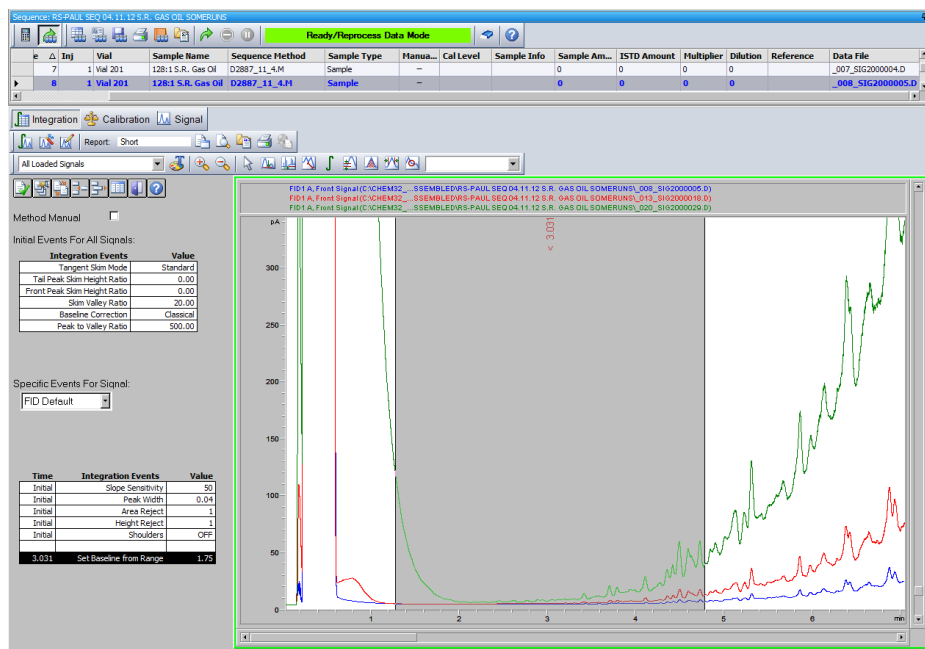 Sequence: RS-PAUL SEQ 04.11.12 S.R. GAS OIL SOMERUNS
Ready/Reprocess Data Mode
e Inj Vial Sample Name Sequence Method Sample Type Manua... Cal Level Sample Info Sample Am... ISTD Amount Multiplier Dilution Reference Data File
7 1 Vial 201 128:1 S.R. Gas Oil D2887_11_4.M Sample – 0 0 0 0 _007_SIG2000004.D
8 1 Vial 201 128:1 S.R. Gas Oil D2887_11_4.M Sample – 0 0 0 0 _008_SIG2000005.D
Integration Calibration Signal
Report: Short
All Loaded Signals
Method Manual
Initial Events For All Signals:
Integration Events Value
Tangent Skim Mode Standard
Tail Peak Skim Height Ratio 0.00
Front Peak Skim Height Ratio 0.00
Skim Valley Ratio 20.00
Baseline Correction Classical
Peak to Valley Ratio 500.00
Specific Events For Signal:
FID Default
Time Integration Events Value
Initial Slope Sensitivity 50
Initial Peak Width 0.04
Initial Area Reject 1
Initial Height Reject 1
Initial Shoulders OFF
3.031 Set Baseline from Range 1.75
FID1 A, Front Signal (C:\CHEM32_...SSEMBLED\RS-PAUL SEQ 04.11.12 S.R. GAS OIL SOMERUNS\_008_SIG2000005.D)
FID1 A, Front Signal (C:\CHEM32_...SSEMBLED\RS-PAUL SEQ 04.11.12 S.R. GAS OIL SOMERUNS\_013_SIG2000018.D)
FID1 A, Front Signal (C:\CHEM32_...SSEMBLED\RS-PAUL SEQ 04.11.12 S.R. GAS OIL SOMERUNS\_020_SIG2000029.D)
pA
< 3.031
300
250
200
150
100
50
0
1 2 3 4 5 6 min